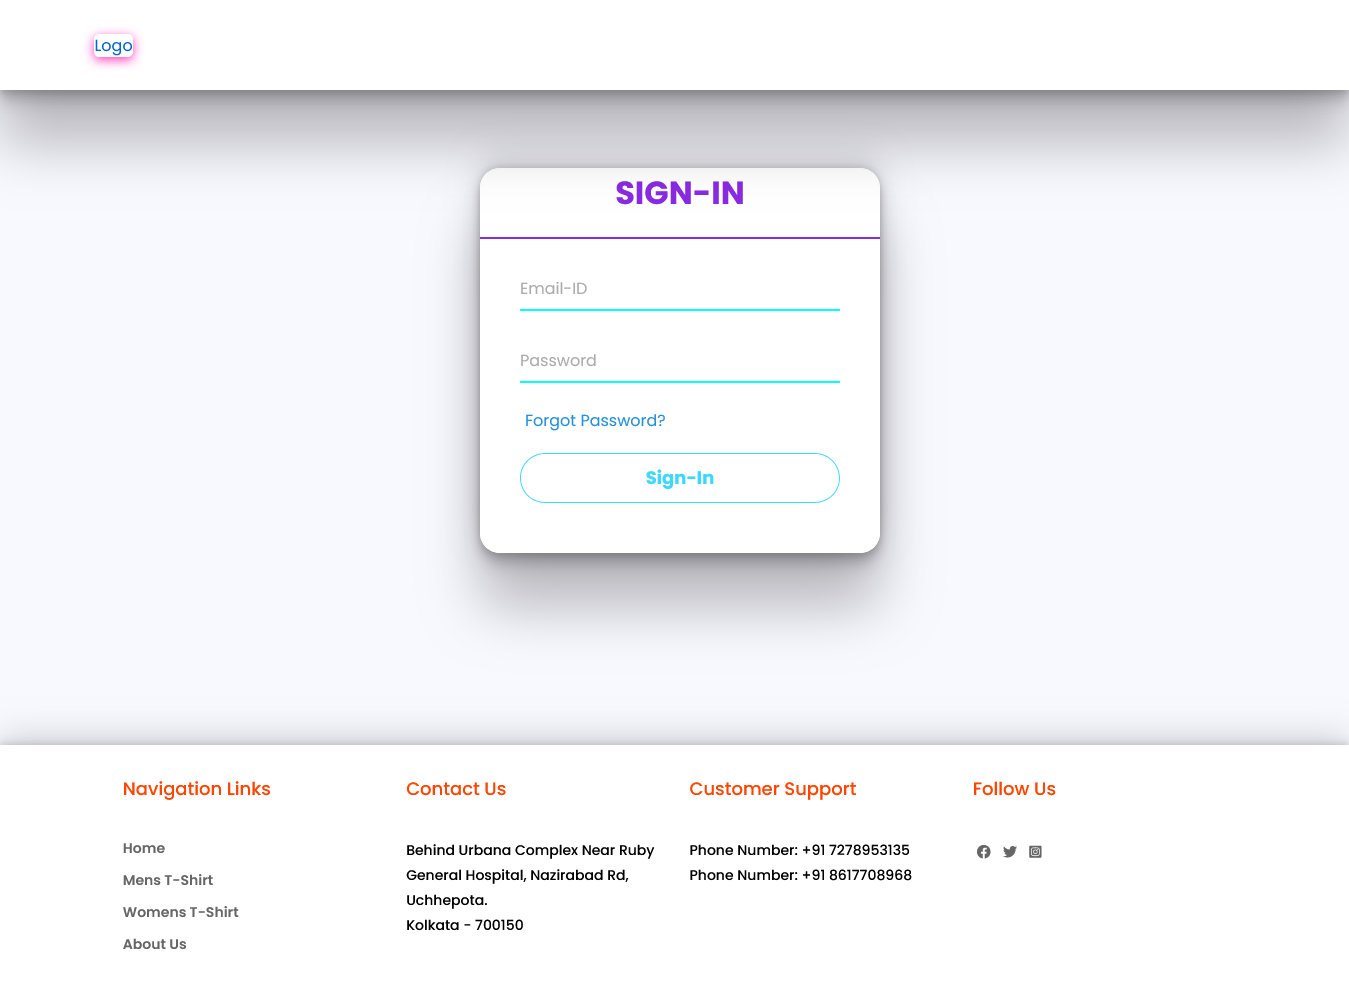 Logo
SIGN-IN
Email-ID
Password
Forgot Password?
Sign-In
Navigation Links
Home
Mens T-Shirt
Womens T-Shirt
About Us
Contact Us
Behind Urbana Complex Near Ruby
General Hospital, Nazirabad Rd,
Uchhepota.
Kolkata - 700150
Customer Support
Phone Number: +91 7278953135
Phone Number: +91 8617708968
Follow Us